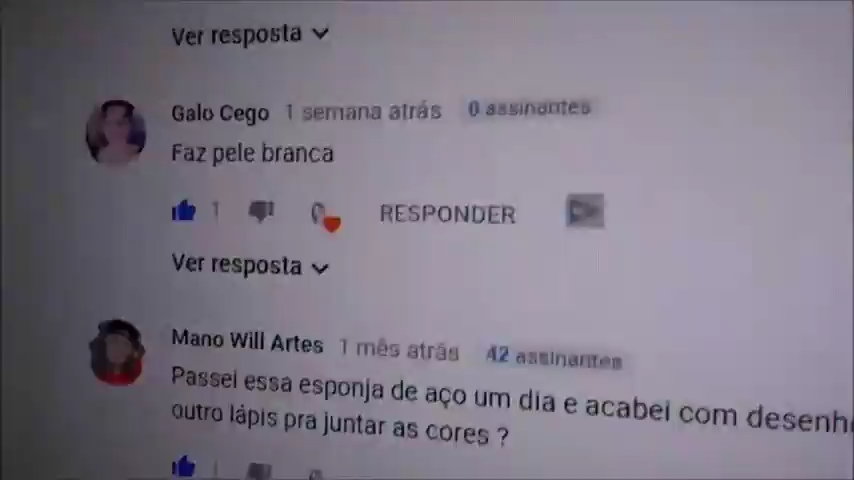 Ver resposta
Galo Cego 1 semana atrás 0 assinantes
Faz pele branca
1 RESPONDER
Ver resposta
Mano Will Artes 1 mês atrás 42 assinantes
Passei essa esponja de aço um dia e acabei com desenh
outro lápis pra juntar as cores ?
1